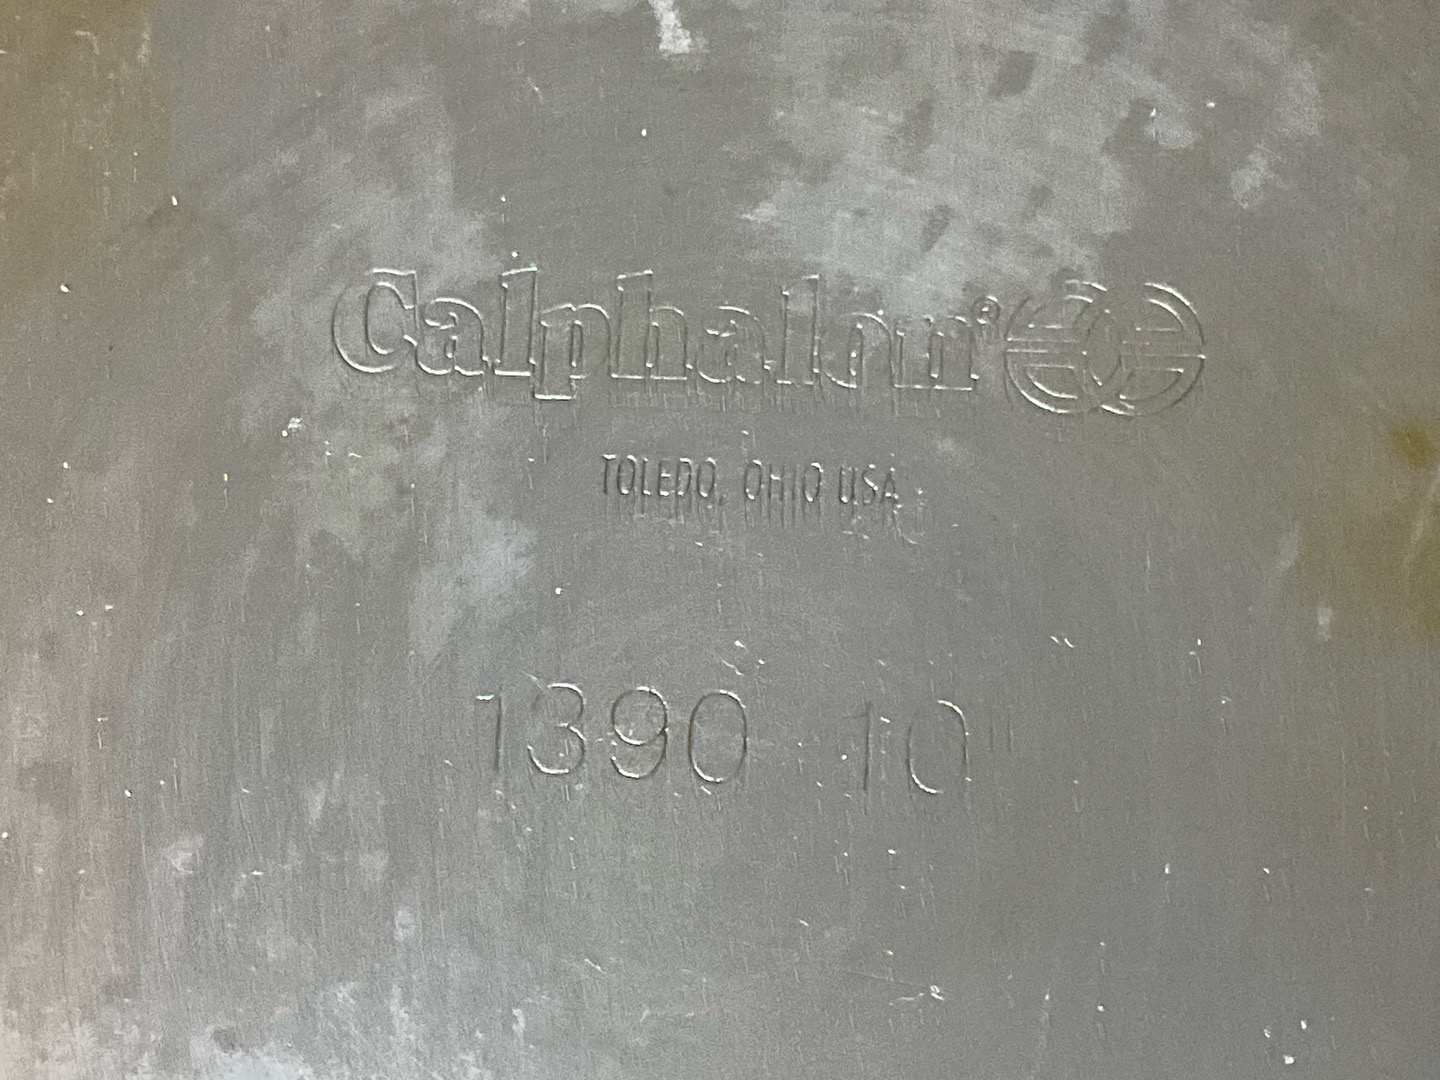 Calphalon®
TOLEDO, OHIO USA
1390 10"